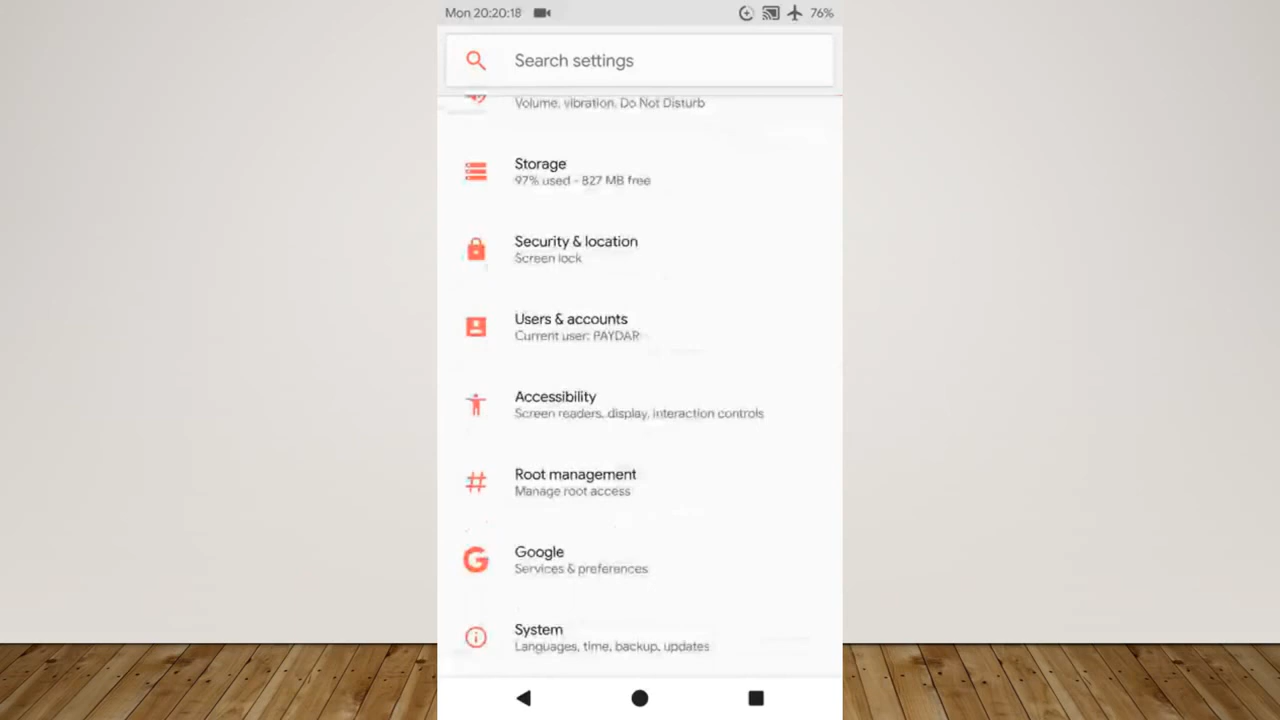 Mon 20:20:18
76%
Search settings
Volume, vibration, Do Not Disturb
Storage
97% used - 827 MB free
Security & location
Screen lock
Users & accounts
Current user: PAYDAR
Accessibility
Screen readers, display, interaction controls
Root management
Manage root access
Google
Services & preferences
System
Languages, time, backup, updates